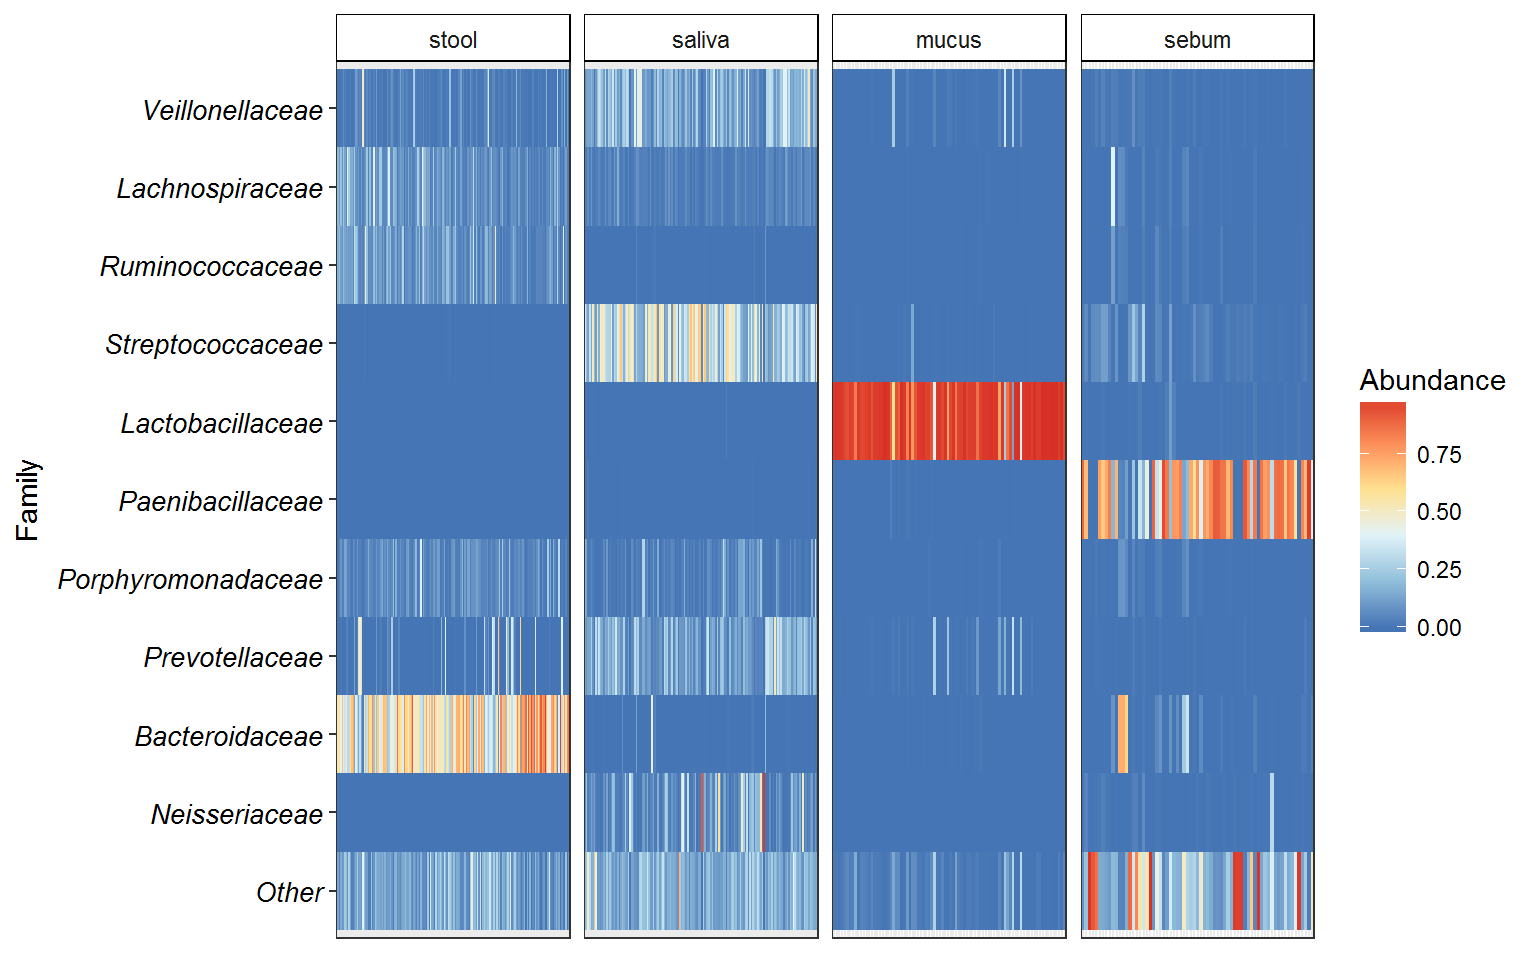 stool
saliva
mucus
sebum
Family
Veillonellaceae
Lachnospiraceae
Ruminococcaceae
Streptococcaceae
Lactobacillaceae
Paenibacillaceae
Porphyromonadaceae
Prevotellaceae
Bacteroidaceae
Neisseriaceae
Other
Abundance
0.75
0.50
0.25
0.00